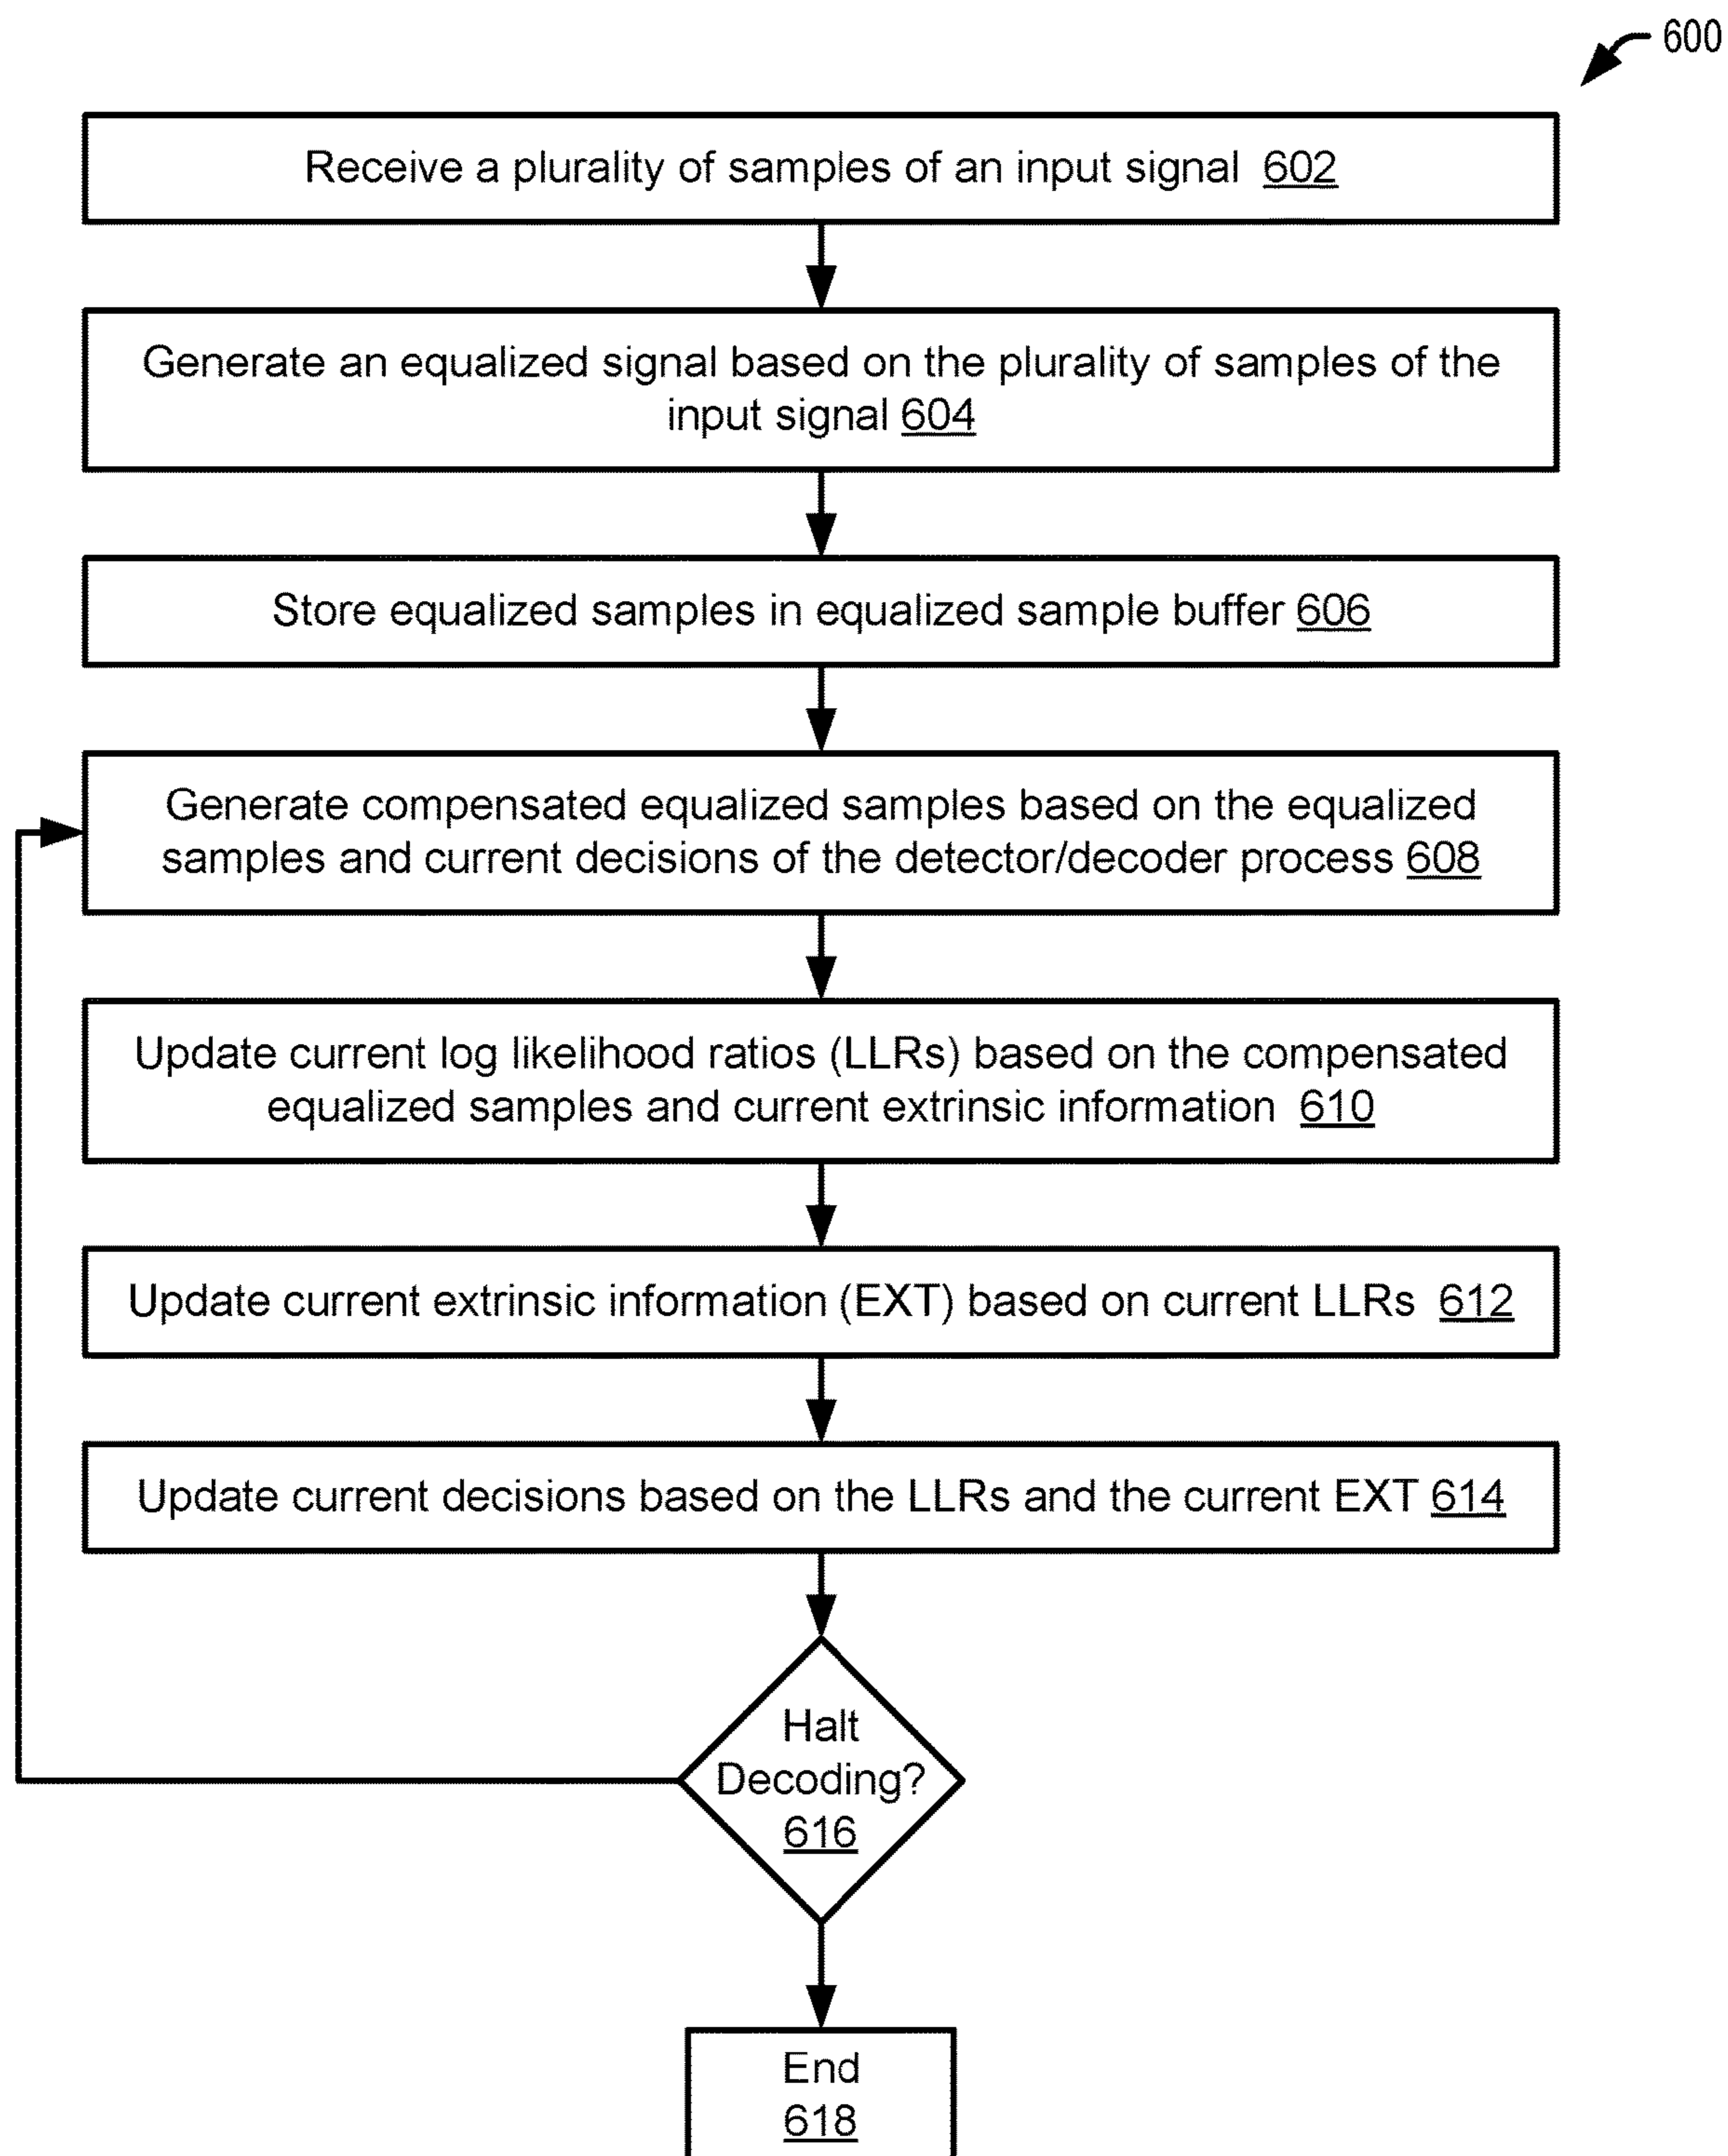 600
Receive a plurality of samples of an input signal 602
Generate an equalized signal based on the plurality of samples of the
input signal 604
Store equalized samples in equalized sample buffer 606
Generate compensated equalized samples based on the equalized
samples and current decisions of the detector/decoder process 608
Update current log likelihood ratios (LLRs) based on the compensated
equalized samples and current extrinsic information 610
Update current extrinsic information (EXT) based on current LLRs 612
Update current decisions based on the LLRs and the current EXT 614
Halt
Decoding?
616
End
618